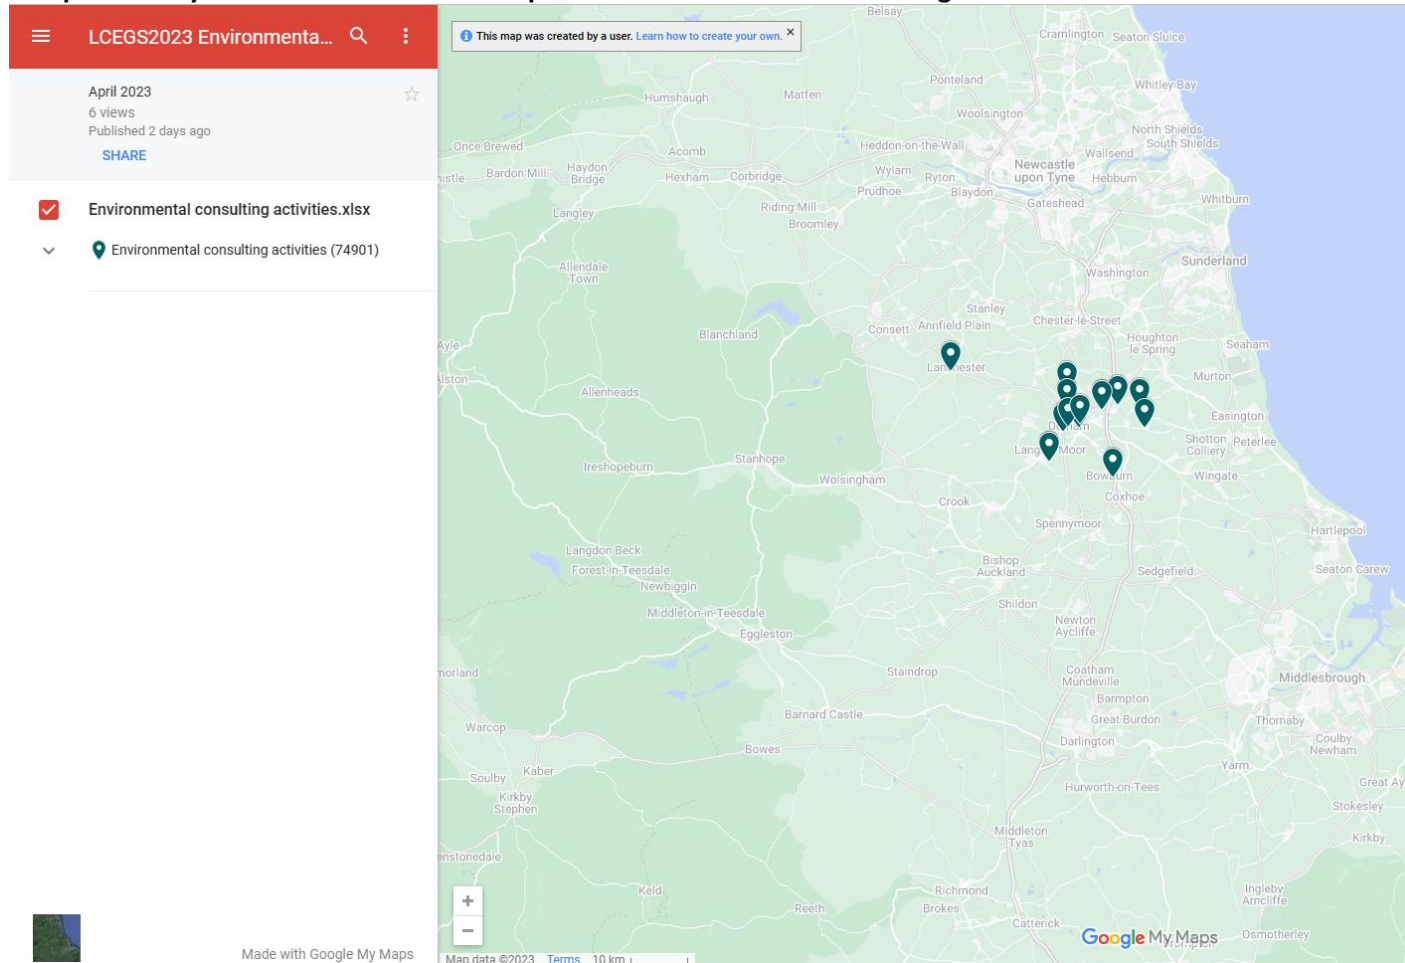 LCEGS2023 Environmenta...
April 2023
6 views
Published 2 days ago
SHARE
Environmental consulting activities.xlsx
Environmental consulting activities (74901)
Made with Google My Maps
This map was created by a user. Learn how to create your own. ×
Belsay
Cramlington
Seaton Sluice
Ponteland
Whitley Bay
Humshaugh
Matfen
Woolsington
North Shields
South Shields
Once Brewed
Acomb
Heddon-on-the-Wall
Wallsend
Newcastle
upon Tyne
Bardon Mill
Haydon
Bridge
Hexham
Corbridge
Wylam
Ryton
Hebburn
Prudhoe
Blaydon
Gateshead
Whitburn
Langley
Riding Mill
Broomley
Allendale
Town
Sunderland
Washington
Stanley
Blanchland
Consett
Annfield Plain
Chester-le-Street
Houghton
le Spring
Seaham
Ayle
Alston
Allenheads
Murton
Easington
Shotton
Colliery
Peterlee
Ireshopeburn
Stanhope
Wolsingham
Bowburn
Wingate
Crook
Coxhoe
Spennymoor
Hartlepool
Langdon Beck
Forest-in-Teesdale
Newbiggin
Bishop
Auckland
Sedgefield
Seaton Carew
Middleton-in-Teesdale
Shildon
Newton
Aycliffe
Eggleston
Staindrop
Coatham
Mundeville
Middlesbrough
Barmpton
Barnard Castle
Great Burdon
Thornaby
Warcop
Bowes
Darlington
Coulby
Newham
Yarm
Soulby
Kaber
Kirkby
Stephen
Hurworth-on-Tees
Great Ay
Stokesley
Middleton
Tyas
Kirkby
Keld
Reeth
Richmond
Brokes
Ingleby
Arncliffe
Catterick
Osmotherley
Google My Maps
Map data ©2023 Terms 10 km